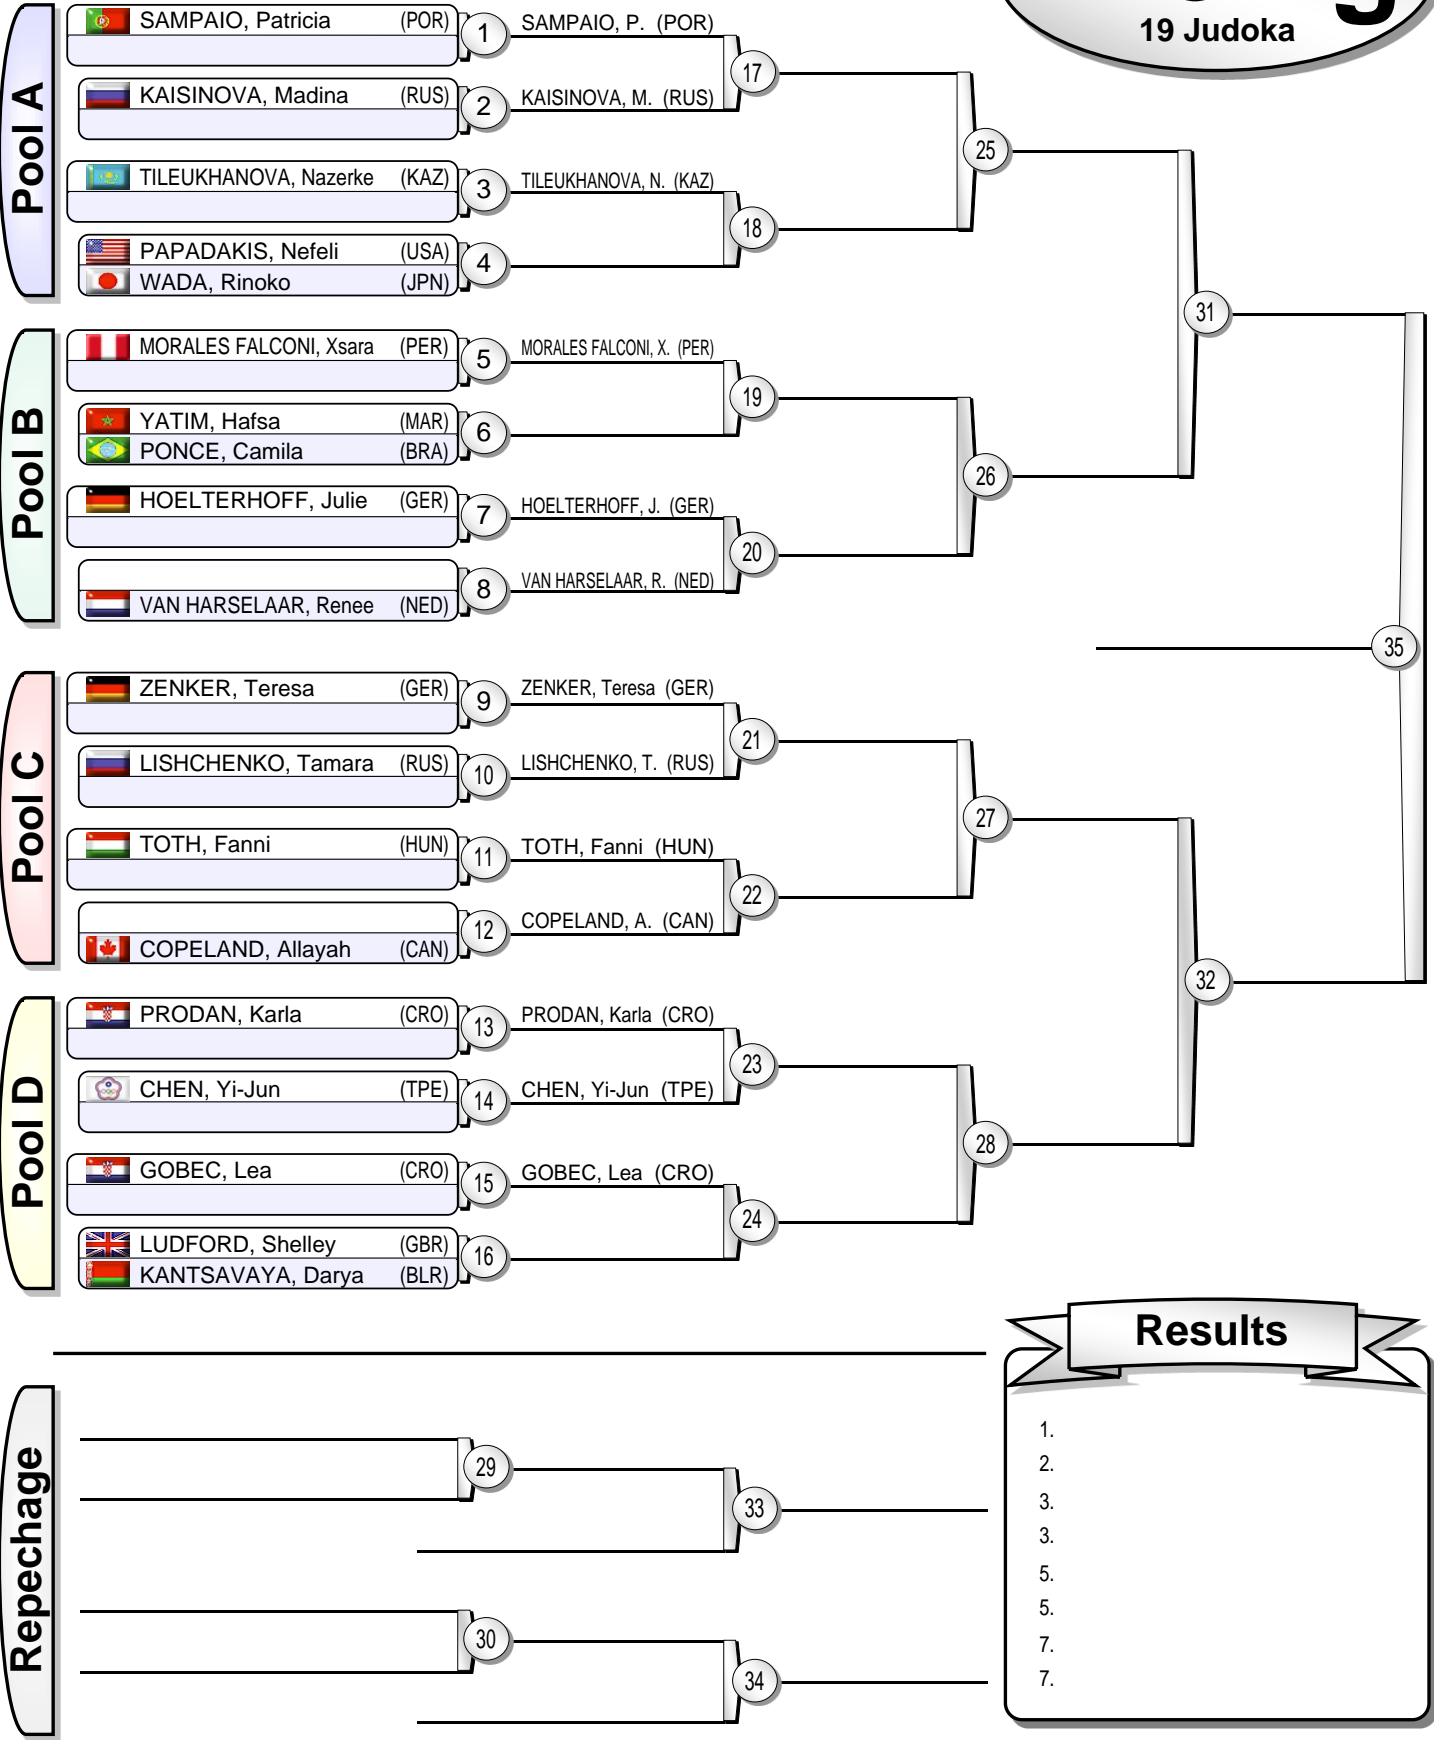 19 Judoka
Pool A
SAMPAIO, Patricia (POR)
1
SAMPAIO, P. (POR)
17
KAISINOVA, Madina (RUS)
2
KAISINOVA, M. (RUS)
25
TILEUKHANOVA, Nazerke (KAZ)
3
TILEUKHANOVA, N. (KAZ)
18
PAPADAKIS, Nefeli (USA)
4
WADA, Rinoko (JPN)
31
Pool B
MORALES FALCONI, Xsara (PER)
5
MORALES FALCONI, X. (PER)
19
YATIM, Hafsa (MAR)
6
PONCE, Camila (BRA)
26
HOELTERHOFF, Julie (GER)
7
HOELTERHOFF, J. (GER)
20
8
VAN HARSELAAR, R. (NED)
VAN HARSELAAR, Renee (NED)
35
Pool C
ZENKER, Teresa (GER)
9
ZENKER, Teresa (GER)
21
LISHCHENKO, Tamara (RUS)
10
LISHCHENKO, T. (RUS)
27
TOTH, Fanni (HUN)
11
TOTH, Fanni (HUN)
22
12
COPELAND, A. (CAN)
COPELAND, Allayah (CAN)
32
Pool D
PRODAN, Karla (CRO)
13
PRODAN, Karla (CRO)
23
CHEN, Yi-Jun (TPE)
14
CHEN, Yi-Jun (TPE)
28
GOBEC, Lea (CRO)
15
GOBEC, Lea (CRO)
24
LUDFORD, Shelley (GBR)
16
KANTSAVAYA, Darya (BLR)
Repechage
29
33
30
34
Results
1.
2.
3.
3.
5.
5.
7.
7.